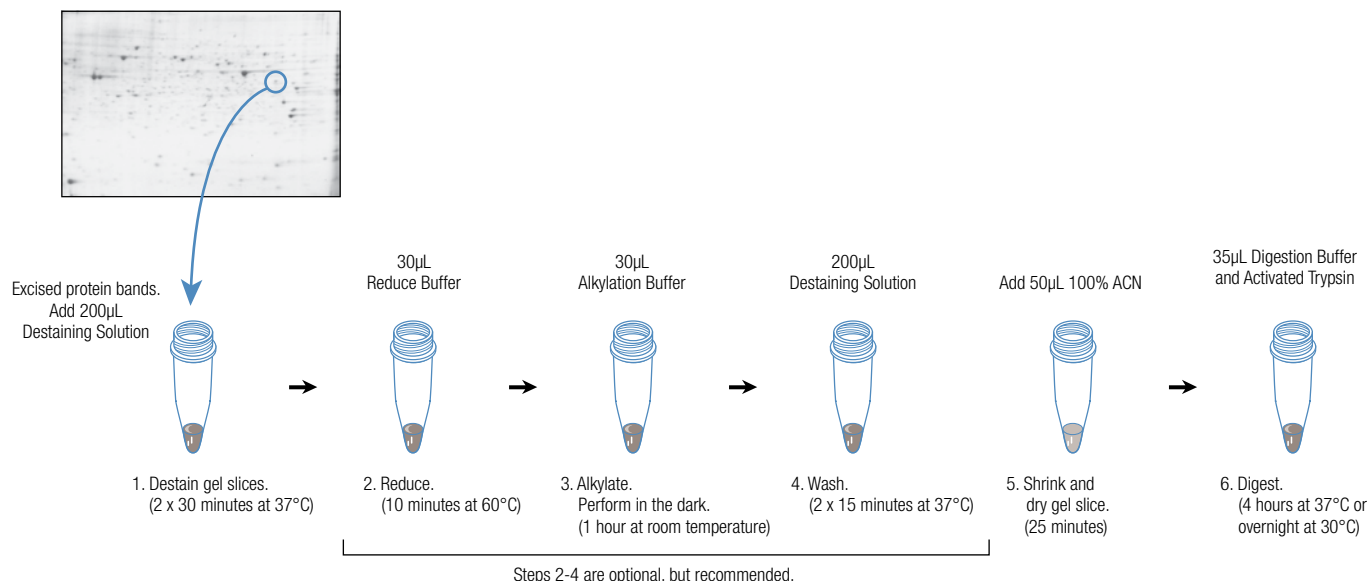 Excised protein bands.
Add 200µL
Destaining Solution
30µL
Reduce Buffer
30µL
Alkylation Buffer
200µL
Destaining Solution
Add 50µL 100% ACN
35µL Digestion Buffer
and Activated Trypsin
1. Destain gel slices.
(2 x 30 minutes at 37°C)
2. Reduce.
(10 minutes at 60°C)
3. Alkylate.
Perform in the dark.
(1 hour at room temperature)
4. Wash.
(2 x 15 minutes at 37°C)
5. Shrink and
dry gel slice.
(25 minutes)
6. Digest.
(4 hours at 37°C or
overnight at 30°C)
Steps 2-4 are optional, but recommended.